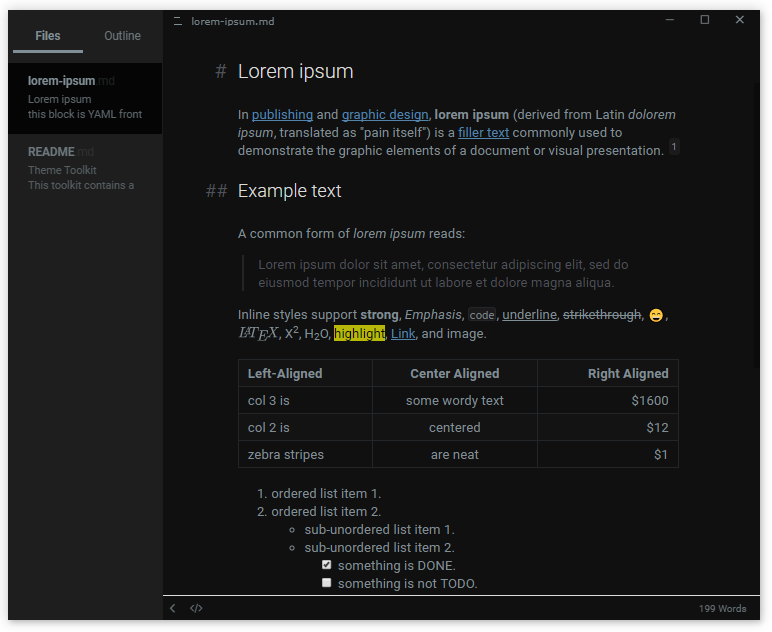 Files Outline
lorem-ipsum.md
Lorem ipsum
this block is YAML front
README.md
Theme Toolkit
This toolkit contains a
lorem-ipsum.md
# Lorem ipsum
In publishing and graphic design, lorem ipsum (derived from Latin dolorem
ipsum, translated as "pain itself") is a filler text commonly used to
demonstrate the graphic elements of a document or visual presentation. 1
## Example text
A common form of lorem ipsum reads:
Lorem ipsum dolor sit amet, consectetur adipiscing elit, sed do
eiusmod tempor incididunt ut labore et dolore magna aliqua.
Inline styles support strong, Emphasis, code, underline, strikethrough, 😄,
LATEX, X², H₂O, highlight, Link, and image.
Left-Aligned Center Aligned Right Aligned
col 3 is some wordy text $1600
col 2 is centered $12
zebra stripes are neat $1
1. ordered list item 1.
2. ordered list item 2.
◦ sub-unordered list item 1.
◦ sub-unordered list item 2.
☑ something is DONE.
☐ something is not TODO.
</> 199 Words